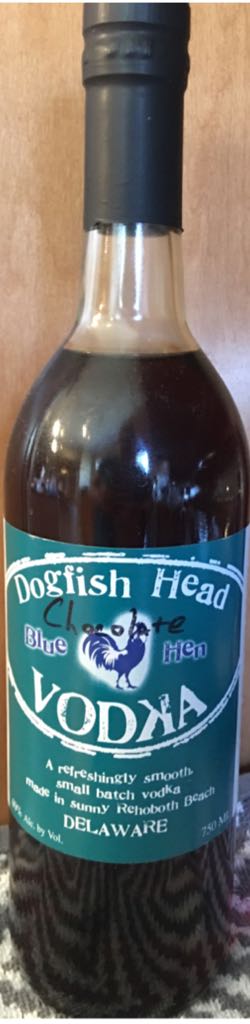 Dogfish Head
Chocolate
Blue Hen
VODKA
A refreshingly smooth,
small batch vodka
made in sunny Rehoboth Beach
DELAWARE
Alc. by Vol.
750 ML